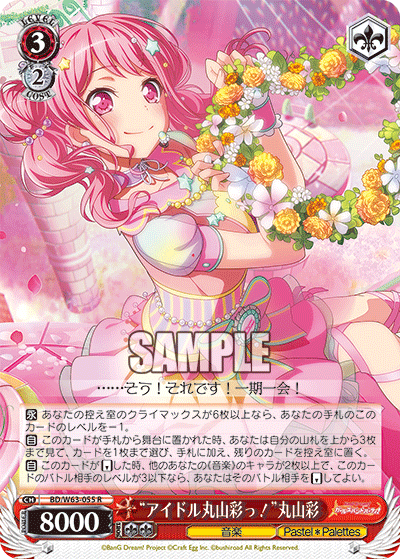 LEVEL
3
2
COST
SAMPLE
……そう!それです!一期一会!
永 あなたの控え室のクライマックスが6枚以上なら、あなたの手札のこのカードのレベルを-1。
自 このカードが手札から舞台に置かれた時、あなたは自分の山札を上から3枚まで見て、カードを1枚まで選び、手札に加え、残りのカードを控え室に置く。
自 このカードが【】した時、他のあなたの《音楽》のキャラが2枚以上で、このカードのバトル相手のレベルが3以下なら、あなたはそのバトル相手を【】してよい。
CH BD/W63-055 R
8000
“アイドル丸山彩っ!”丸山彩
音楽
Pastel*Palettes
©BanG Dream! Project ©Craft Egg Inc. ©bushiroad All Rights Reserved.